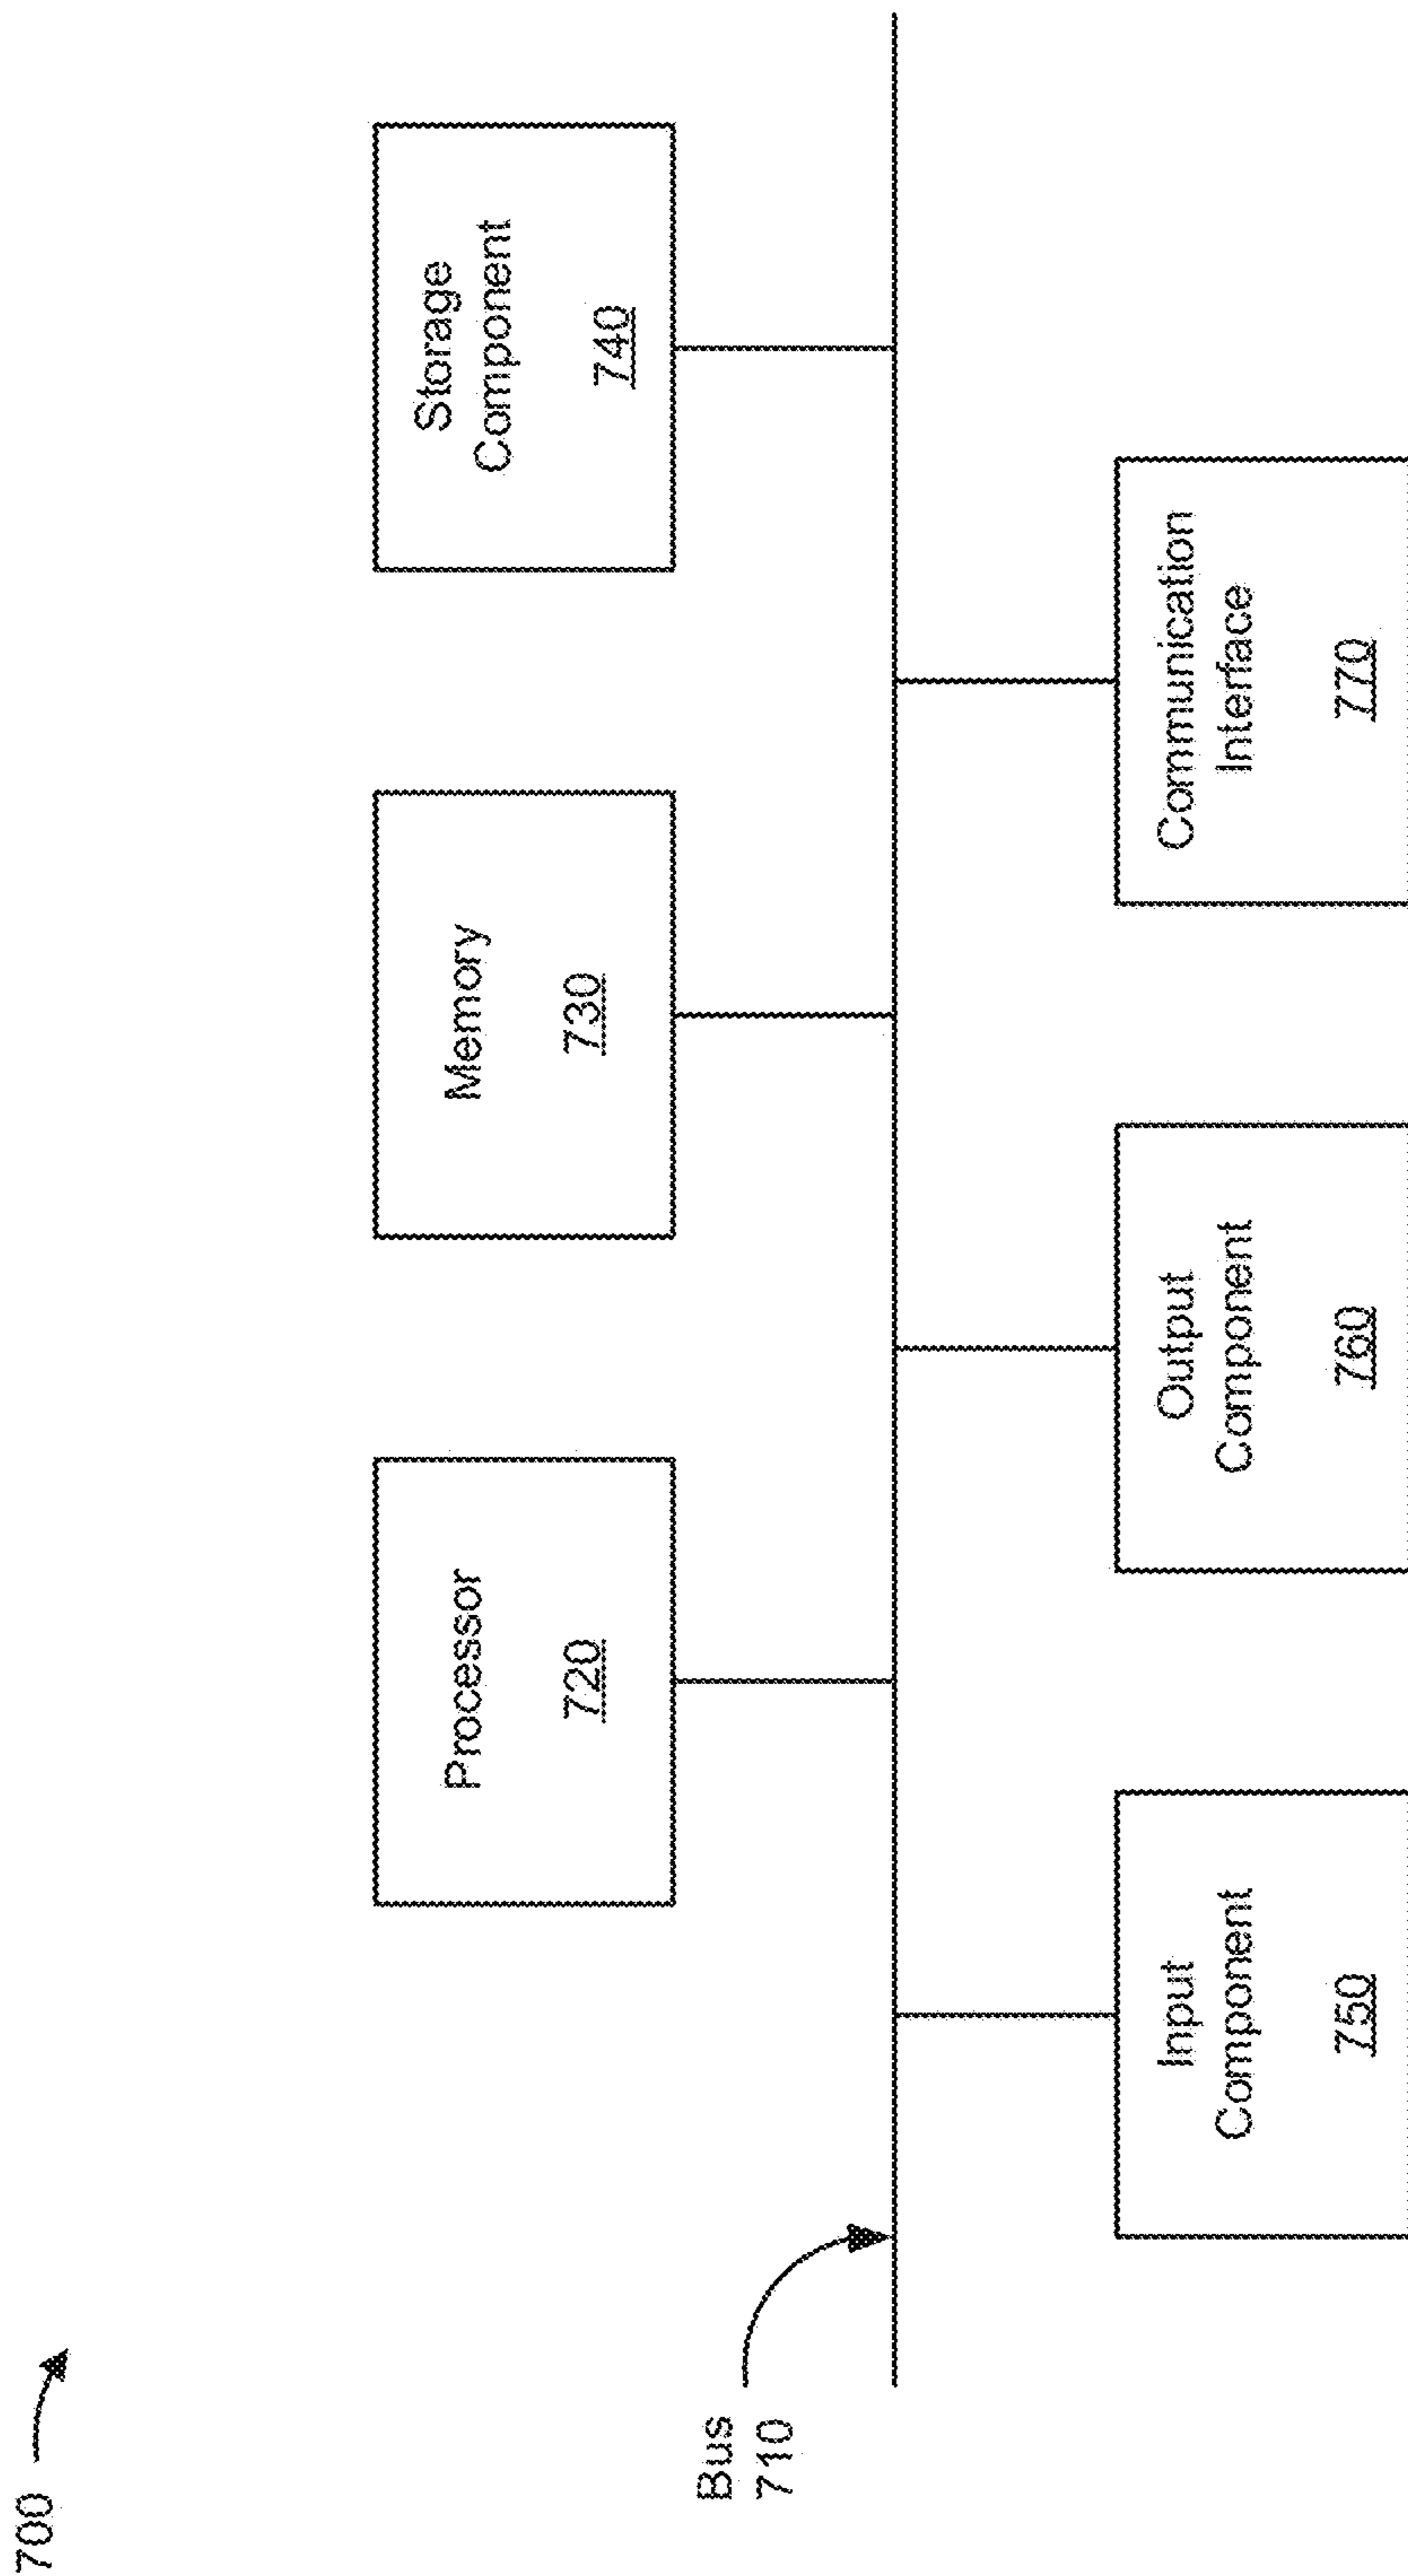 700
Processor
720
Memory
730
Storage
Component
740
Bus
710
Input
Component
750
Output
Component
760
Communication
Interface
770